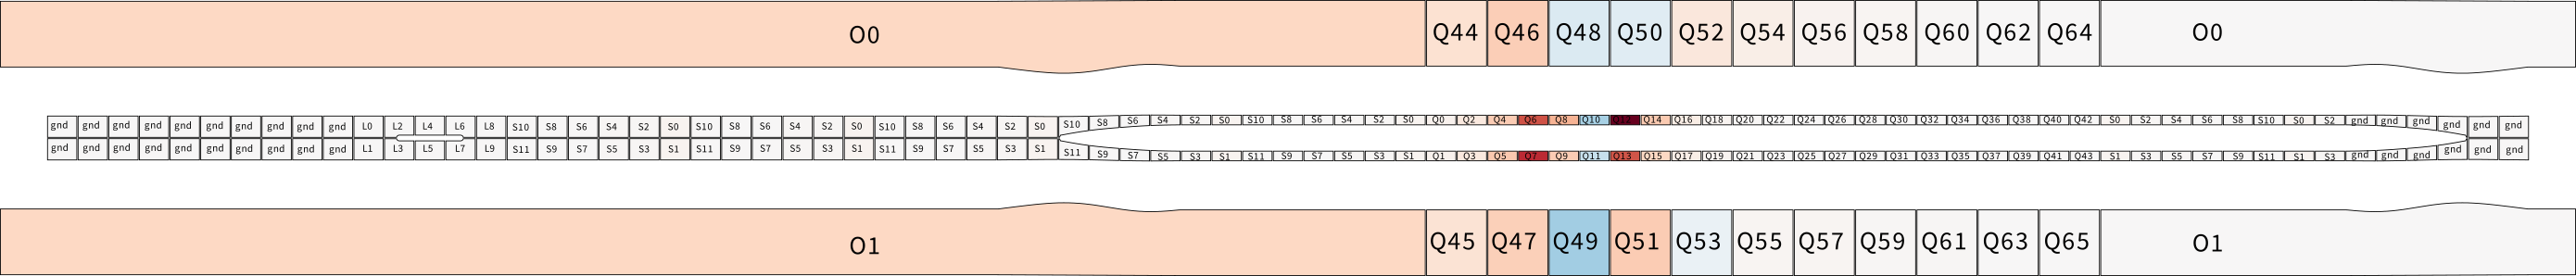 O0 Q44 Q46 Q48 Q50 Q52 Q54 Q56 Q58 Q60 Q62 Q64 O0
gnd gnd gnd gnd gnd gnd gnd gnd gnd gnd L0 L2 L4 L6 L8 S10 S8 S6 S4 S2 S0 S10 S8 S6 S4 S2 S0 S10 S8 S6 S4 S2 S0 S10 S8 S6 S4 S2 S0 S10 S8 S6 S4 S2 S0 Q0 Q2 Q4 Q6 Q8 Q10 Q12 Q14 Q16 Q18 Q20 Q22 Q24 Q26 Q28 Q30 Q32 Q34 Q36 Q38 Q40 Q42 S0 S2 S4 S6 S8 S10 S0 S2 gnd gnd gnd gnd gnd gnd
gnd gnd gnd gnd gnd gnd gnd gnd gnd gnd L1 L3 L5 L7 L9 S11 S9 S7 S5 S3 S1 S11 S9 S7 S5 S3 S1 S11 S9 S7 S5 S3 S1 S11 S9 S7 S5 S3 S1 S11 S9 S7 S5 S3 S1 Q1 Q3 Q5 Q7 Q9 Q11 Q13 Q15 Q17 Q19 Q21 Q23 Q25 Q27 Q29 Q31 Q33 Q35 Q37 Q39 Q41 Q43 S1 S3 S5 S7 S9 S11 S1 S3 gnd gnd gnd gnd gnd gnd
O1 Q45 Q47 Q49 Q51 Q53 Q55 Q57 Q59 Q61 Q63 Q65 O1